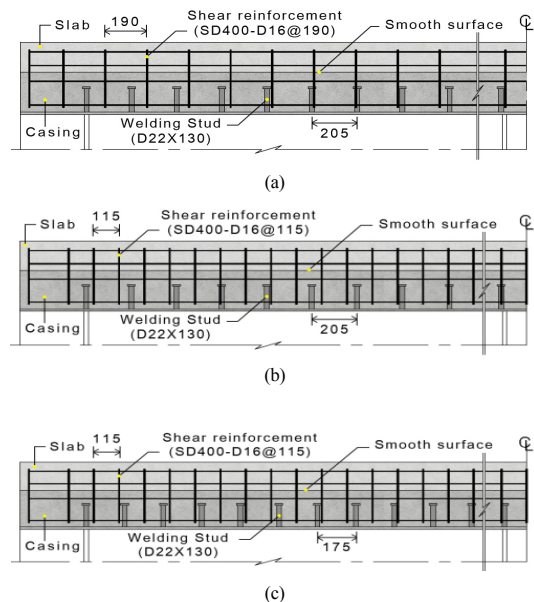 Slab
190
Shear reinforcement
(SD400-D16@190)
Smooth surface
℄
Casing
Welding Stud
(D22X130)
205
(a)
Slab
115
Shear reinforcement
(SD400-D16@115)
Smooth surface
℄
Casing
Welding Stud
(D22X130)
205
(b)
Slab
115
Shear reinforcement
(SD400-D16@115)
Smooth surface
℄
Casing
Welding Stud
(D22X130)
175
(c)